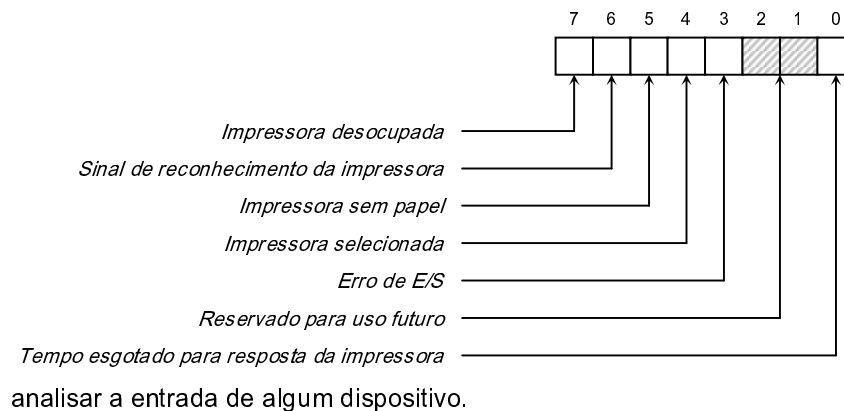 7 6 5 4 3 2 1 0
Impressora desocupada
Sinal de reconhecimento da impressora
Impressora sem papel
Impressora selecionada
Erro de E/S
Reservado para uso futuro
Tempo esgotado para resposta da impressora
analisar a entrada de algum dispositivo.